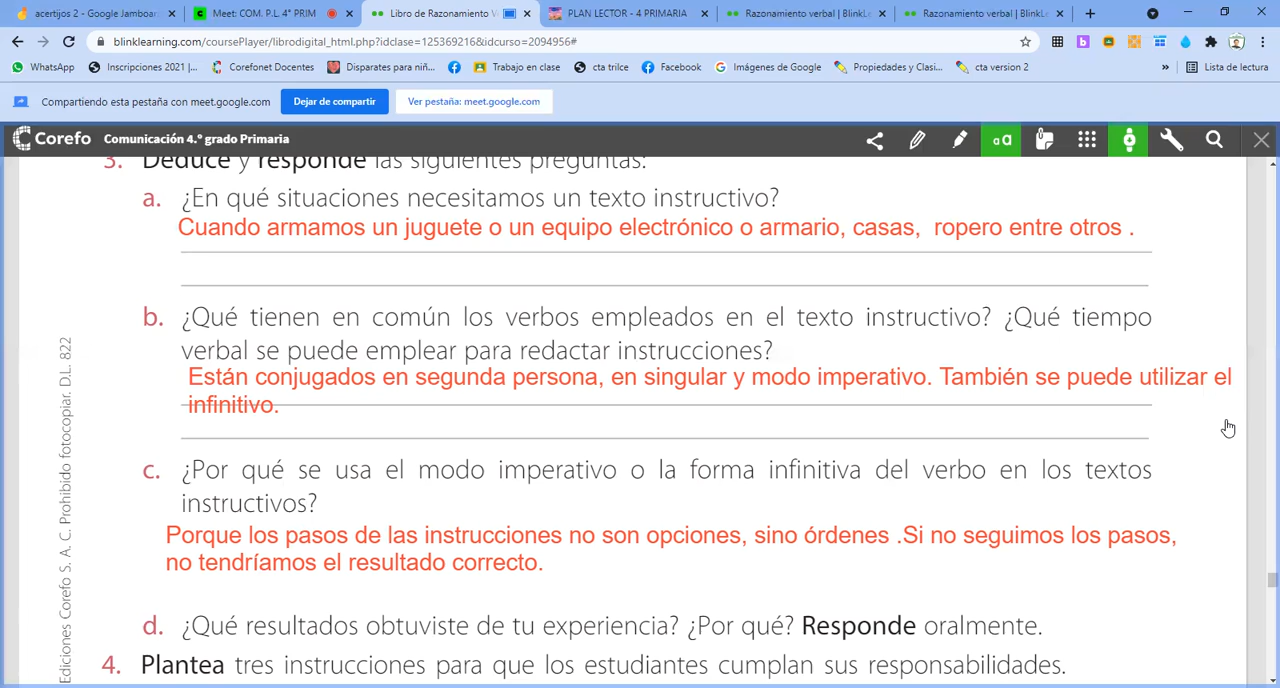 acertijos 2 - Google Jamboar
Meet: COM. P.L. 4° PRIM
Libro de Razonamiento V
PLAN LECTOR - 4 PRIMARIA
Razonamiento verbal | BlinkLe
Razonamiento verbal | BlinkLe
blinklearning.com/coursePlayer/librodigital_html.php?idclase=125369216&idcurso=2094956#
WhatsApp
Inscripciones 2021 |...
Corefonet Docentes
Disparates para niñ...
Trabajo en clase
cta trilce
Facebook
Imágenes de Google
Propiedades y Clasi...
cta version 2
»
Lista de lectura
Compartiendo esta pestaña con meet.google.com
Dejar de compartir
Ver pestaña: meet.google.com
Corefo Comunicación 4.º grado Primaria
aA
3. Deduce y responde las siguientes preguntas:
a. ¿En qué situaciones necesitamos un texto instructivo?
Cuando armamos un juguete o un equipo electrónico o armario, casas, ropero entre otros .
b. ¿Qué tienen en común los verbos empleados en el texto instructivo? ¿Qué tiempo
verbal se puede emplear para redactar instrucciones?
Están conjugados en segunda persona, en singular y modo imperativo. También se puede utilizar el
infinitivo.
c. ¿Por qué se usa el modo imperativo o la forma infinitiva del verbo en los textos
instructivos?
Porque los pasos de las instrucciones no son opciones, sino órdenes .Si no seguimos los pasos,
no tendríamos el resultado correcto.
d. ¿Qué resultados obtuviste de tu experiencia? ¿Por qué? Responde oralmente.
4. Plantea tres instrucciones para que los estudiantes cumplan sus responsabilidades.
Ediciones Corefo S. A. C. Prohibido fotocopiar. D.L. 822